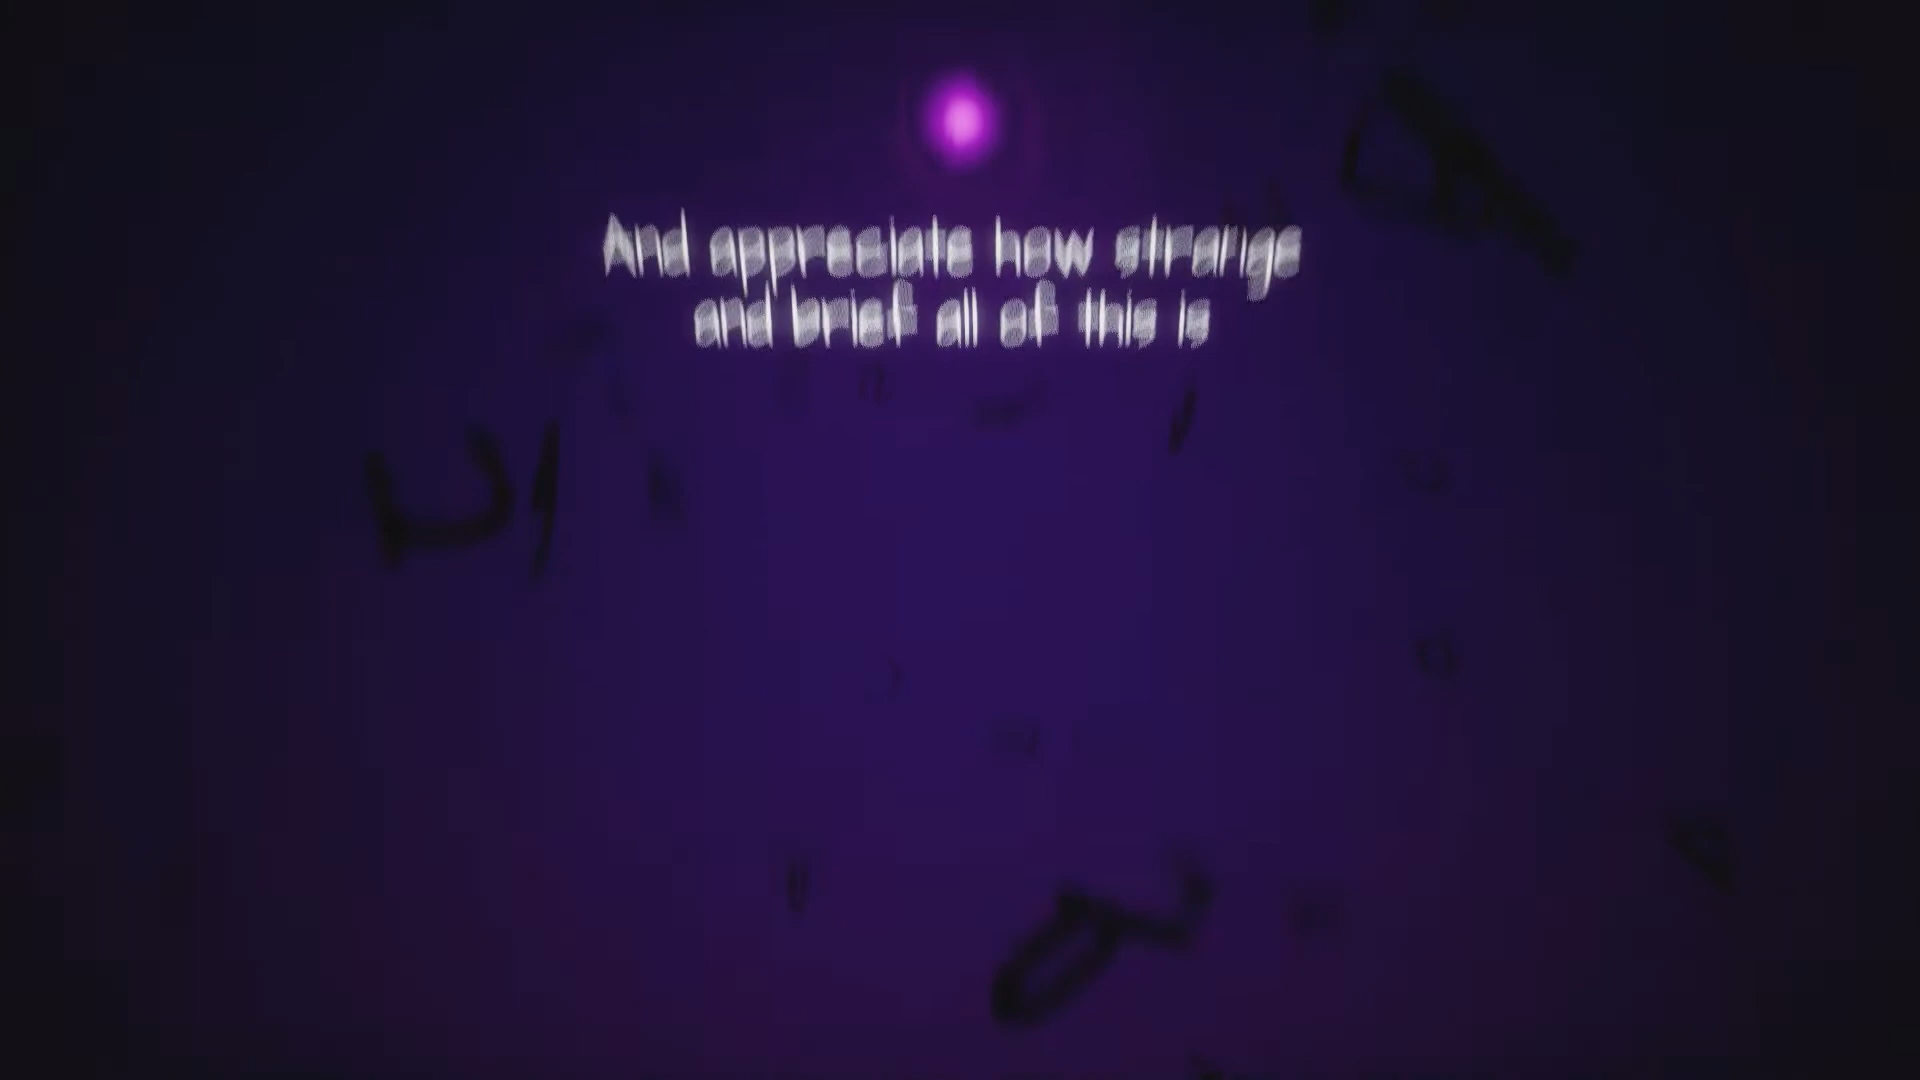 And appreciate how strange
and brief all of this is